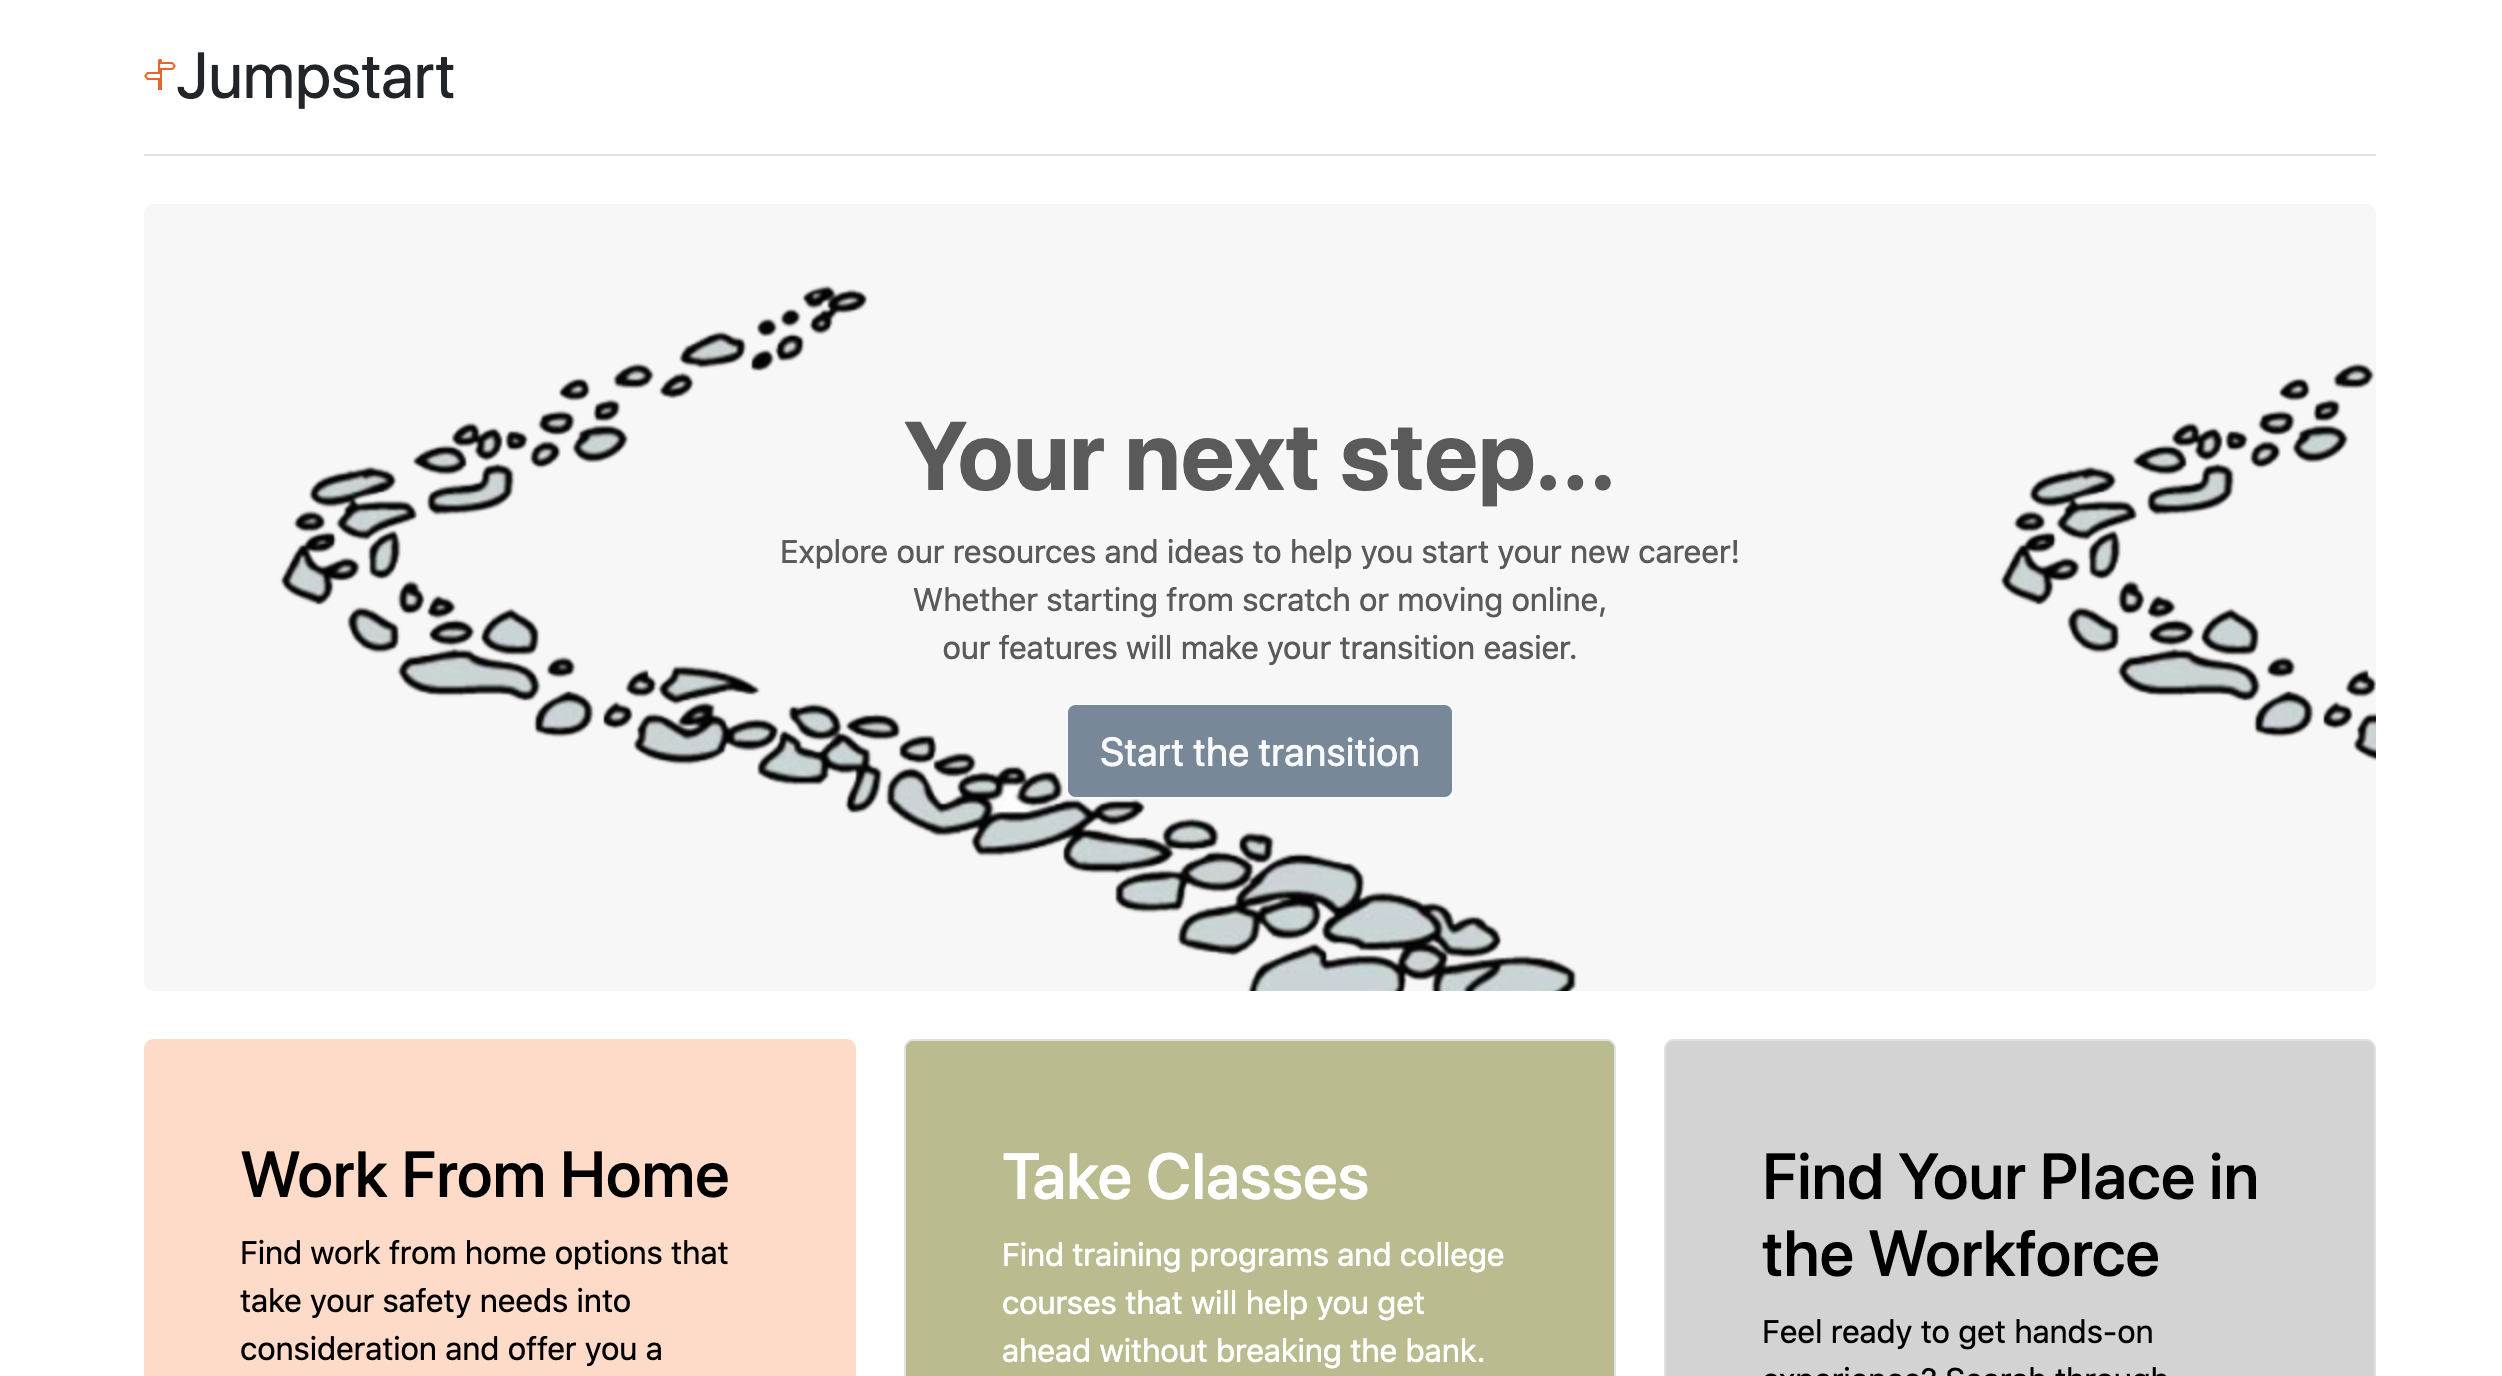 Jumpstart
Your next step...
Explore our resources and ideas to help you start your new career!
Whether starting from scratch or moving online,
our features will make your transition easier.
Start the transition
Work From Home
Find work from home options that
take your safety needs into
consideration and offer you a
Take Classes
Find training programs and college
courses that will help you get
ahead without breaking the bank.
Find Your Place in
the Workforce
Feel ready to get hands-on
experience? Search through